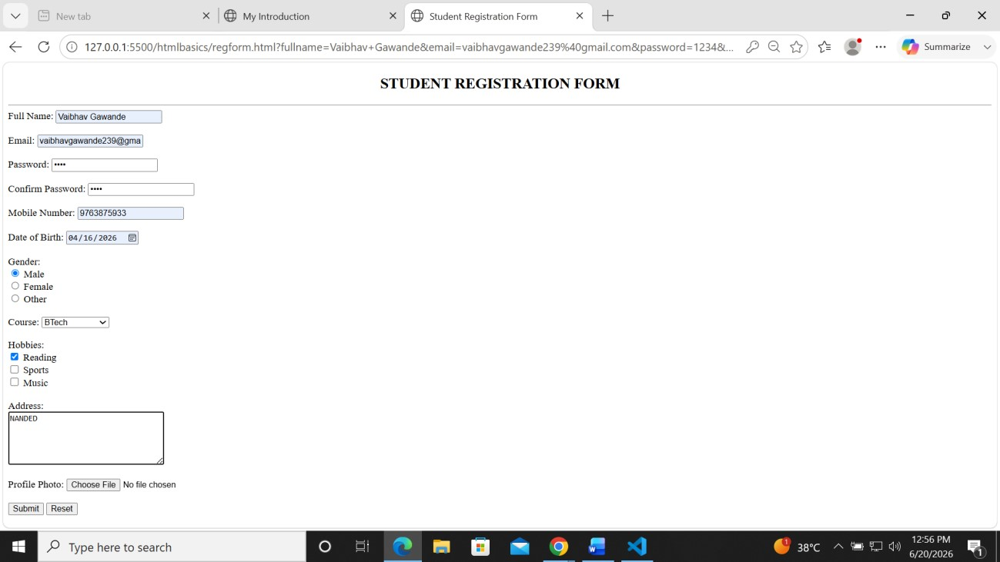 New tab
My Introduction
Student Registration Form
127.0.0.1:5500/htmlbasics/regform.html?fullname=Vaibhav+Gawande&email=vaibhavgawande239%40gmail.com&password=1234&...
Summarize
STUDENT REGISTRATION FORM
Full Name: Vaibhav Gawande
Email: vaibhavgawande239@gma
Password: ••••
Confirm Password: ••••
Mobile Number: 9763875933
Date of Birth: 04/16/2026
Gender:
Male
Female
Other
Course: BTech
Hobbies:
Reading
Sports
Music
Address:
NANDED
Profile Photo: Choose File No file chosen
Submit Reset
Type here to search
1
38°C
12:56 PM
6/20/2026
1